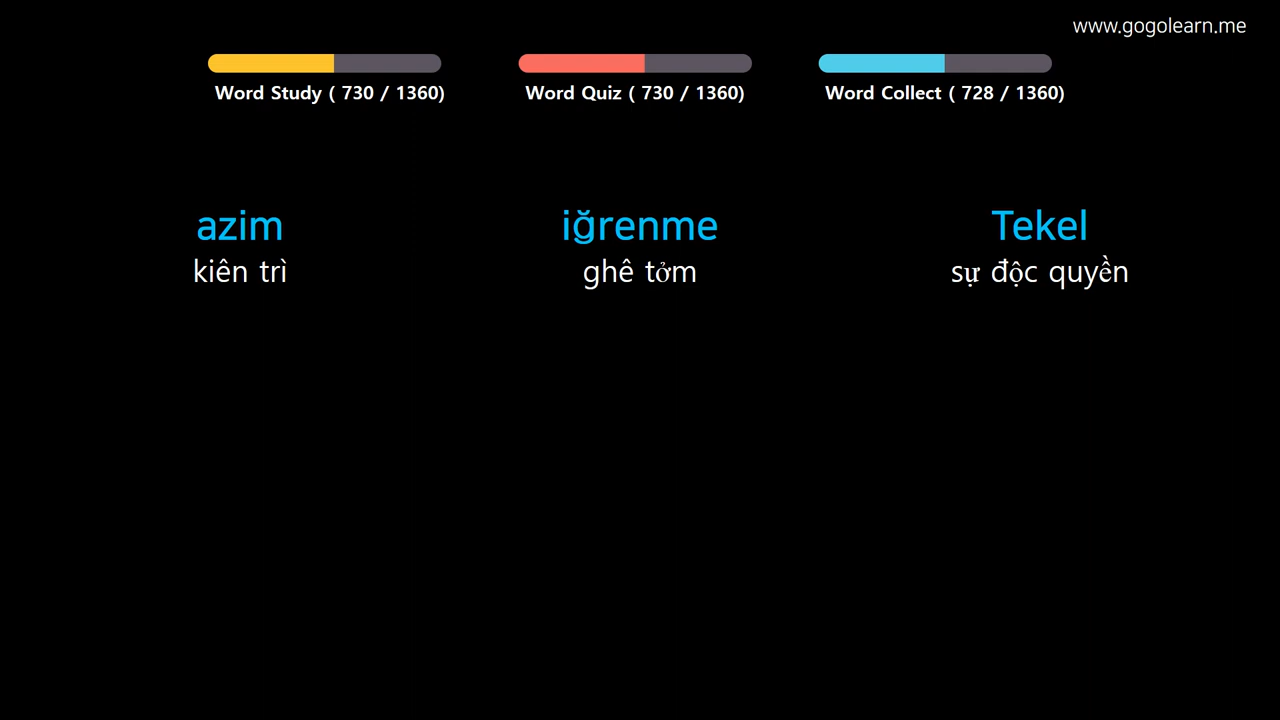 www.gogolearn.me
Word Study ( 730 / 1360)
Word Quiz ( 730 / 1360)
Word Collect ( 728 / 1360)
azim
kiên trì
iğrenme
ghê tởm
Tekel
sự độc quyền